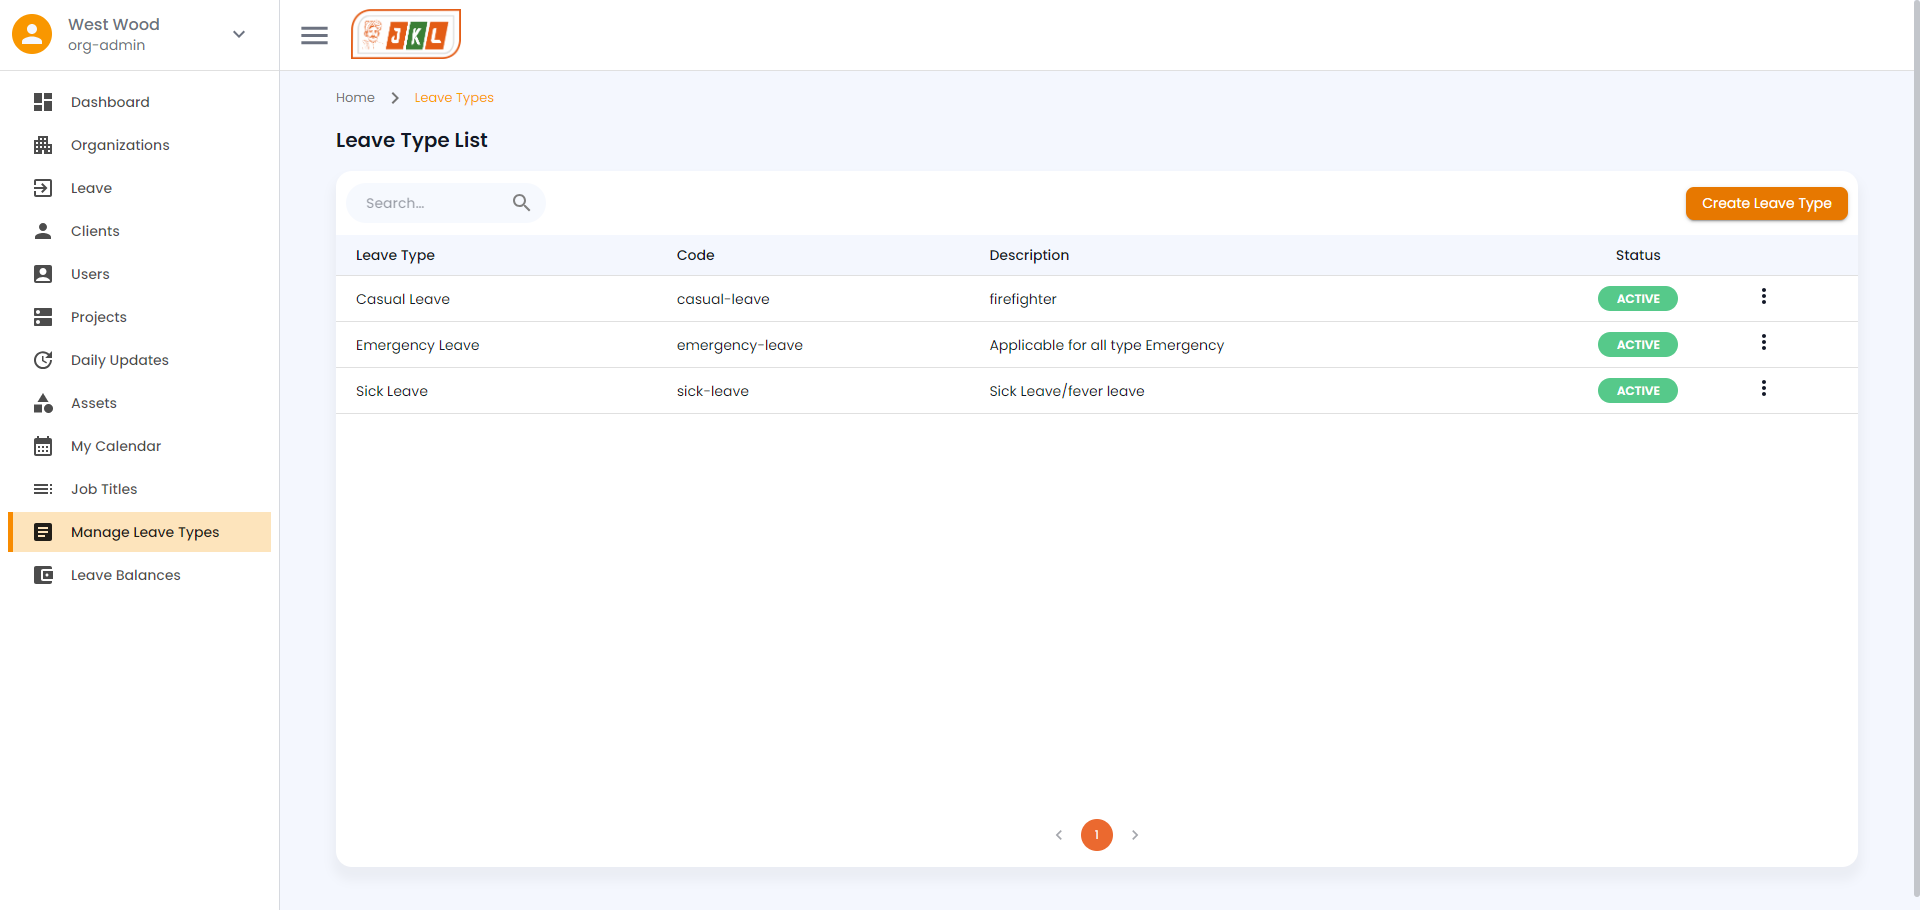 West Wood
org-admin
JKL
Dashboard
Organizations
Leave
Clients
Users
Projects
Daily Updates
Assets
My Calendar
Job Titles
Manage Leave Types
Leave Balances
Home > Leave Types
Leave Type List
Search...
Create Leave Type
Leave Type Code Description Status
Casual Leave casual-leave firefighter ACTIVE
Emergency Leave emergency-leave Applicable for all type Emergency ACTIVE
Sick Leave sick-leave Sick Leave/fever leave ACTIVE
1